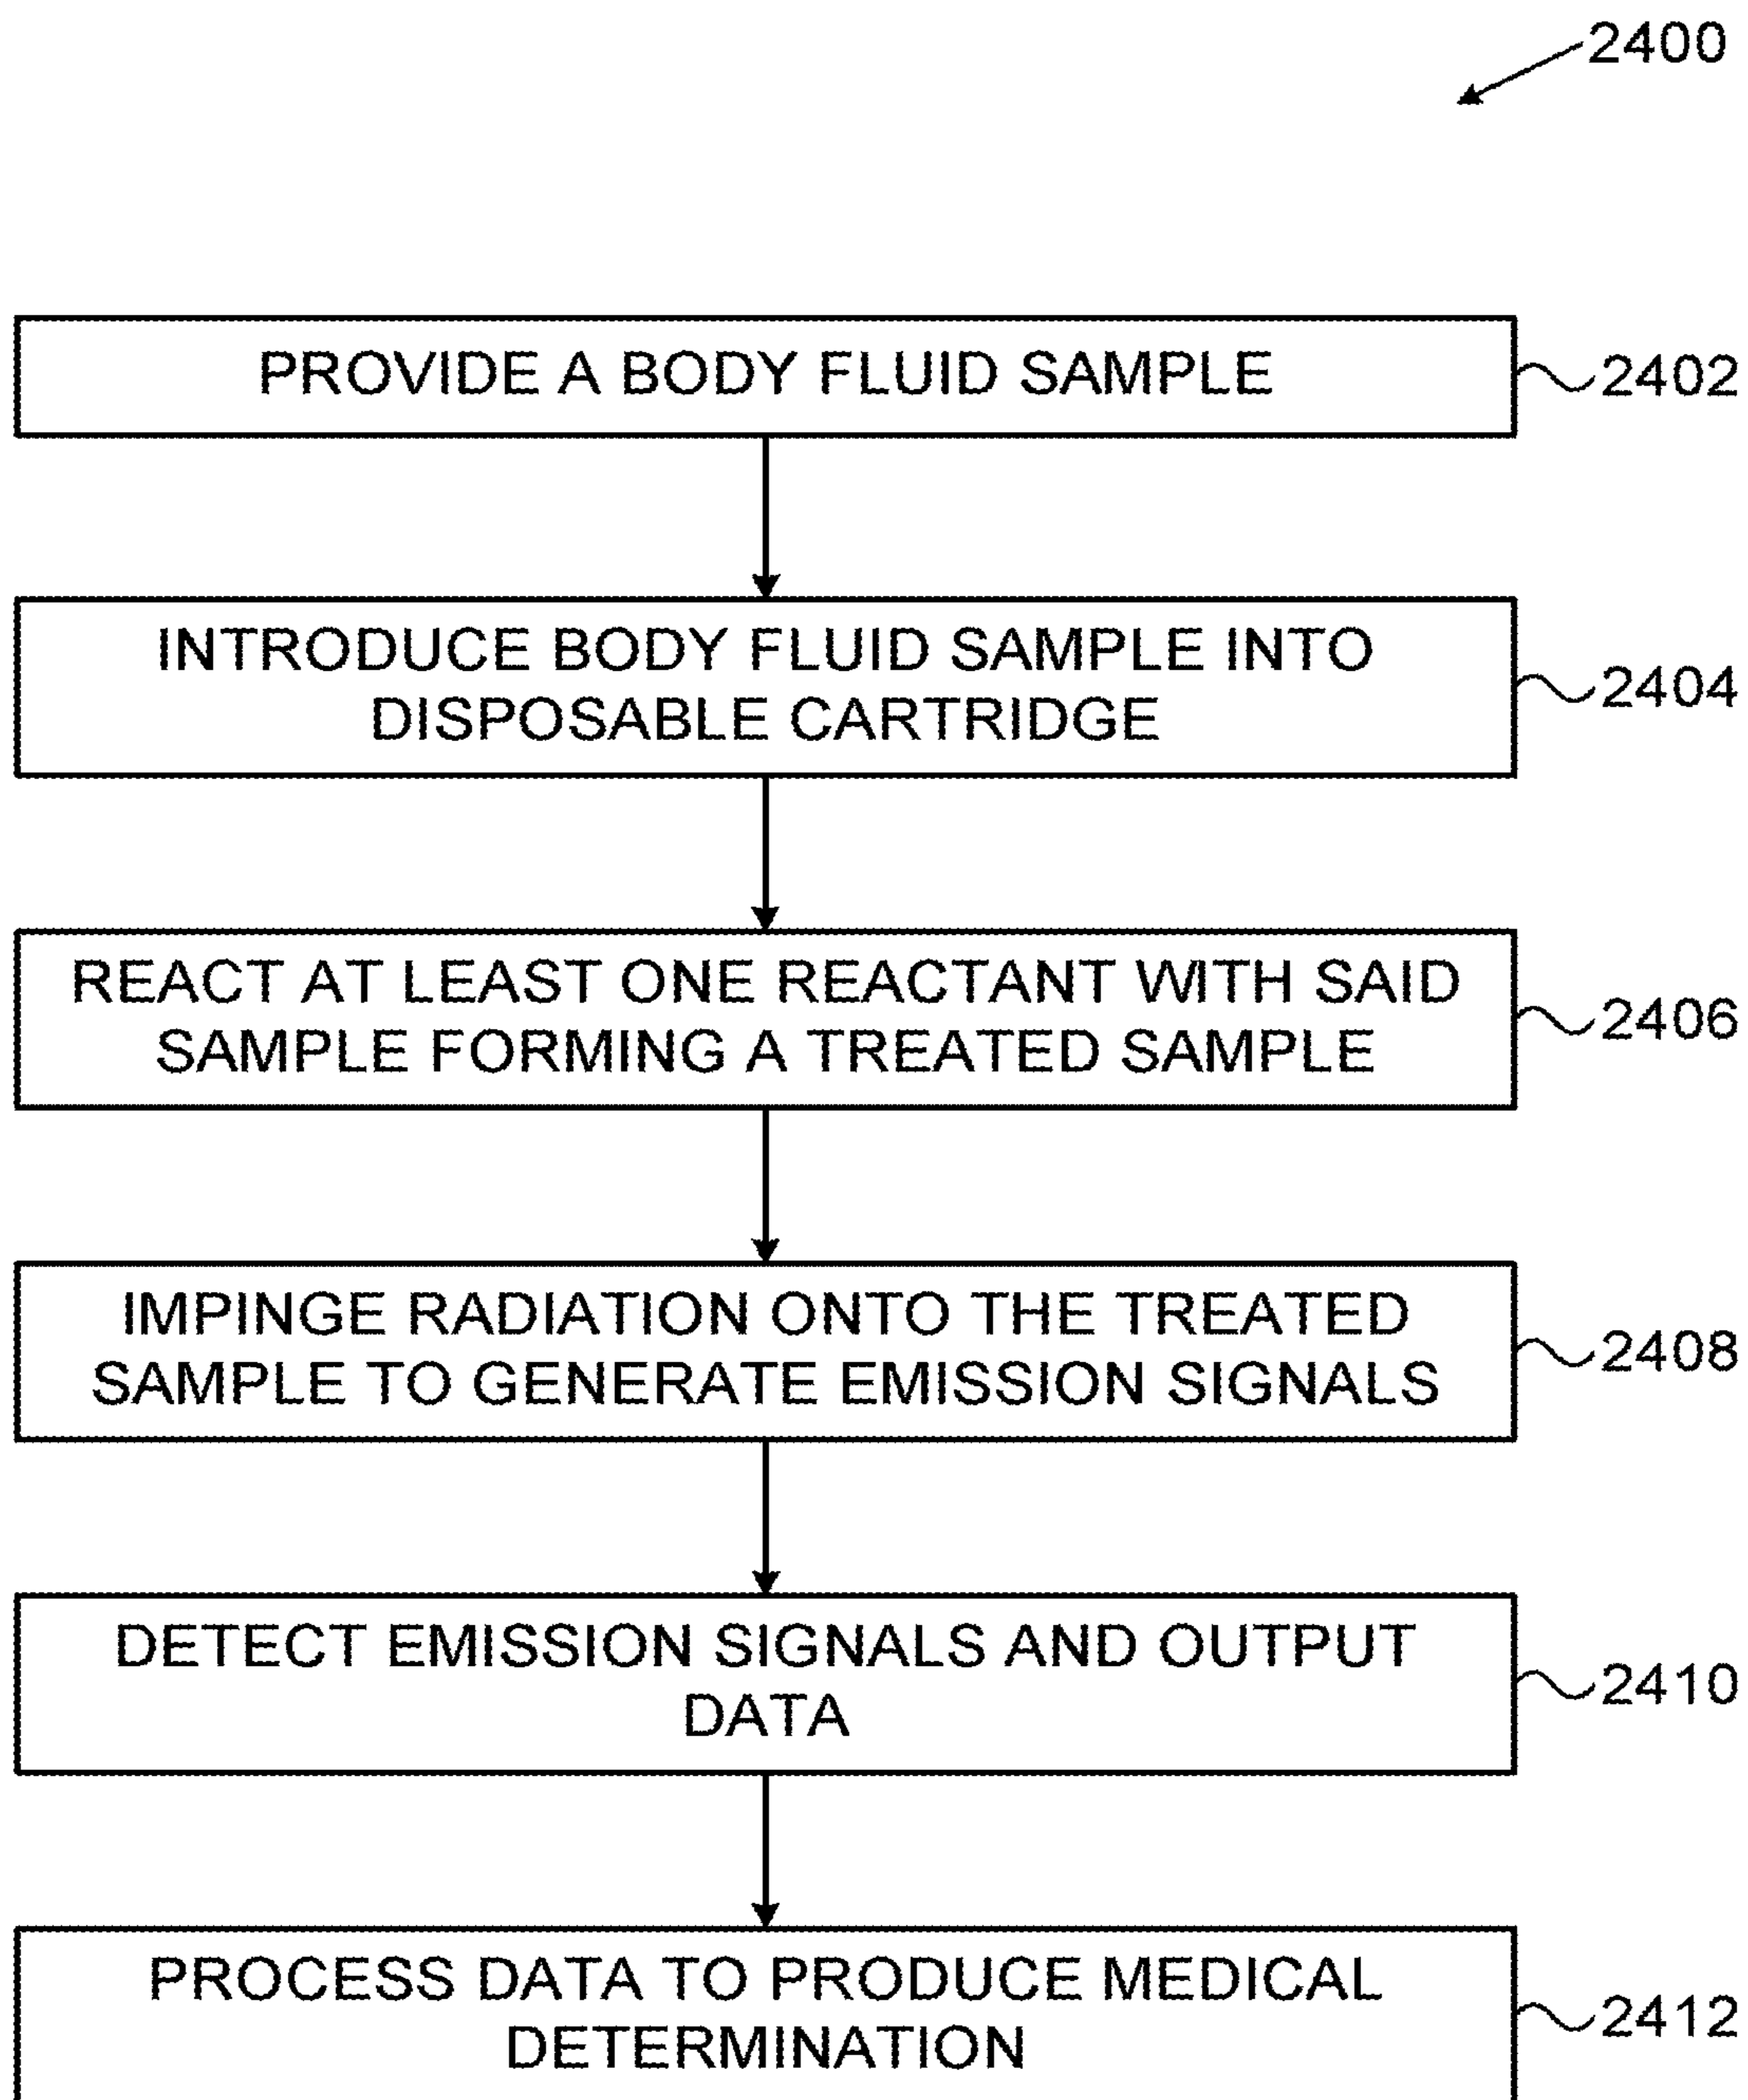 2400
PROVIDE A BODY FLUID SAMPLE
2402
INTRODUCE BODY FLUID SAMPLE INTO
DISPOSABLE CARTRIDGE
2404
REACT AT LEAST ONE REACTANT WITH SAID
SAMPLE FORMING A TREATED SAMPLE
2406
IMPINGE RADIATION ONTO THE TREATED
SAMPLE TO GENERATE EMISSION SIGNALS
2408
DETECT EMISSION SIGNALS AND OUTPUT
DATA
2410
PROCESS DATA TO PRODUCE MEDICAL
DETERMINATION
2412